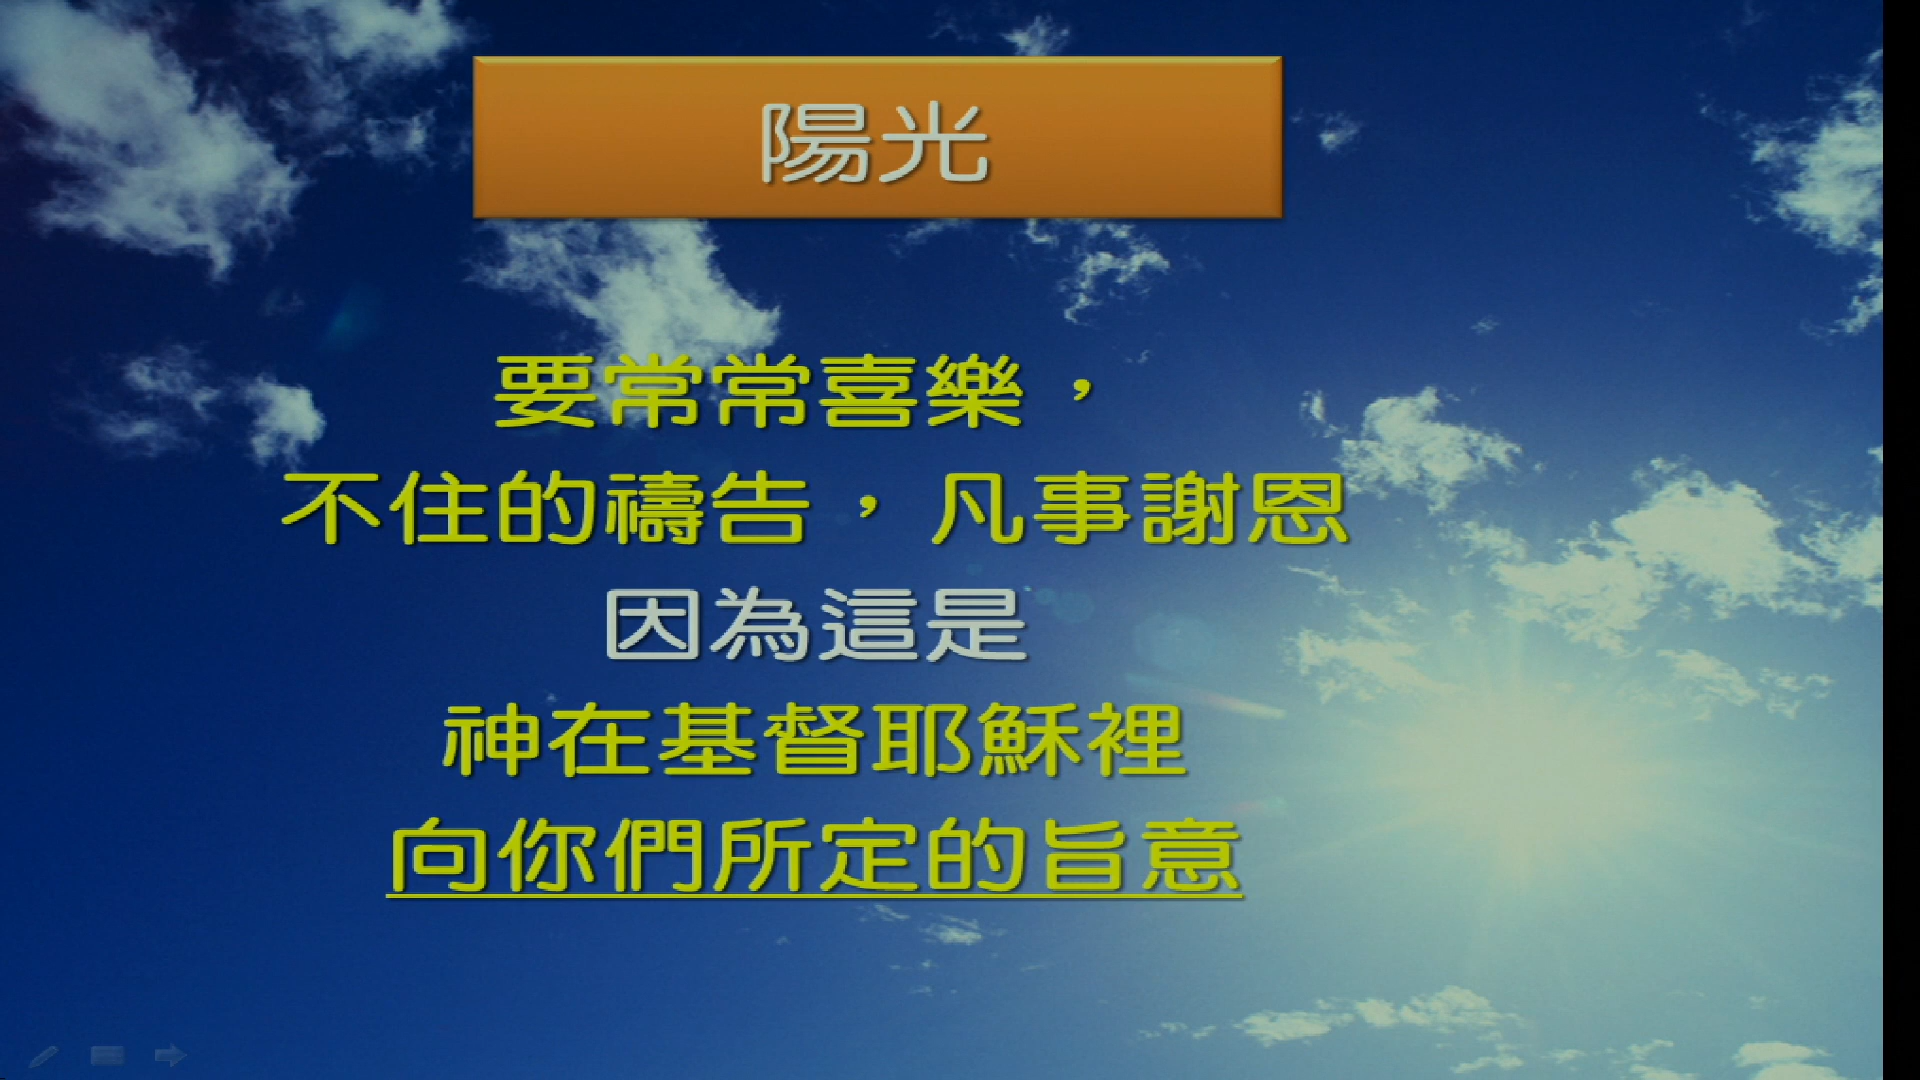 陽光
要常常喜樂，
不住的禱告，凡事謝恩
因為這是
神在基督耶穌裡
向你們所定的旨意